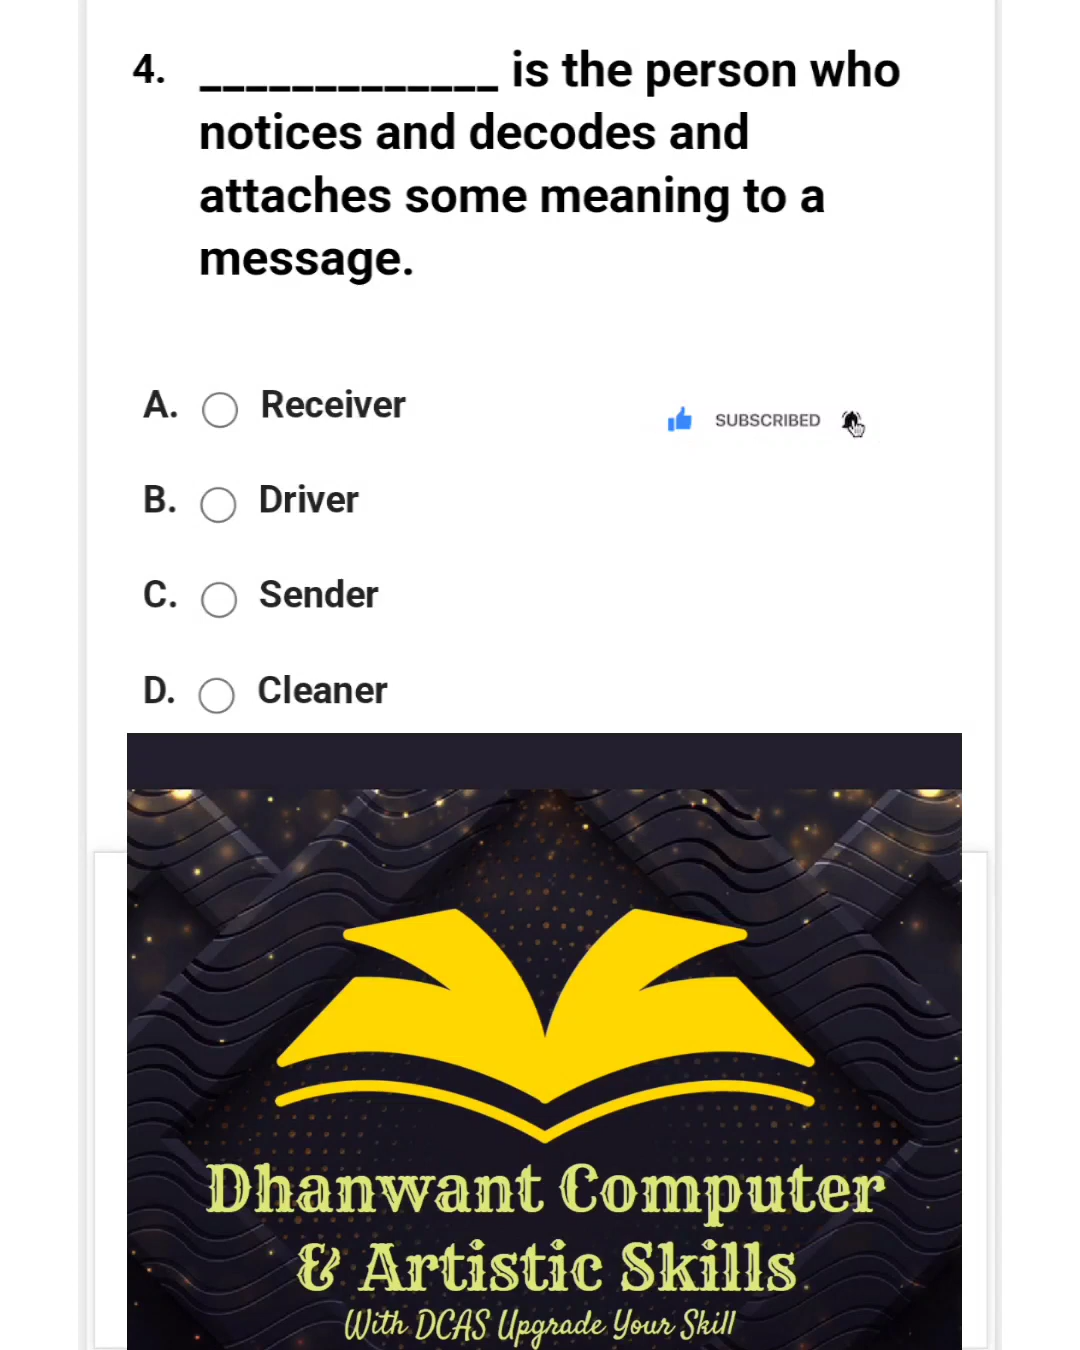 4. _____________ is the person who
notices and decodes and
attaches some meaning to a
message.
A. Receiver
SUBSCRIBED
B. Driver
C. Sender
D. Cleaner
Dhanwant Computer
& Artistic Skills
With DCAS Upgrade Your Skill